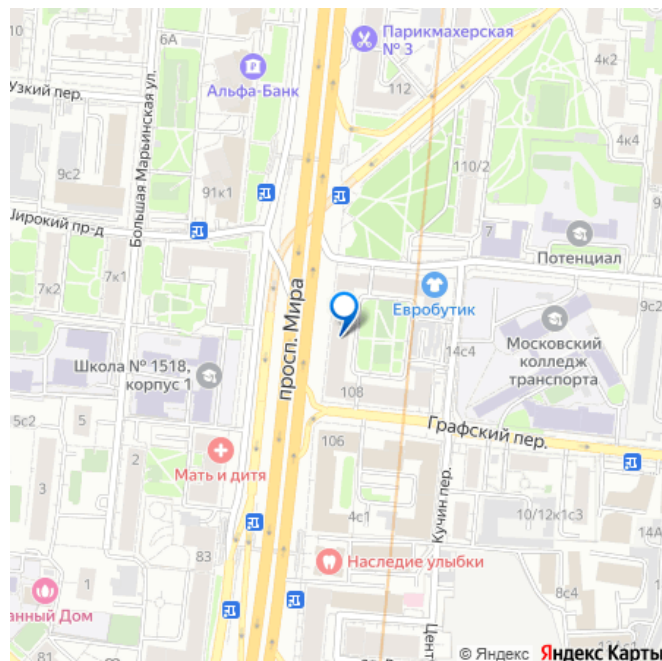 6А
Парикмахерская
№ 3
4к2
Альфа-Банк
Узкий пер.
112
4к4
Большая Марьинская ул.
9с2
91к1
110/2
Широкий пр-д
7
Потенциал
7к1
7к2
9с2
просп. Мира
Евробутик
Школа № 1518,
корпус 1
14с4
Московский
колледж
транспорта
108
5с2
5
106
Графский пер.
2
Мать и дитя
3
Кучин пер.
4с1
10/12к1с3
14А
83
Наследие улыбки
1
8с4
анный Дом
81
Цент
© Яндекс
Яндекс Карты